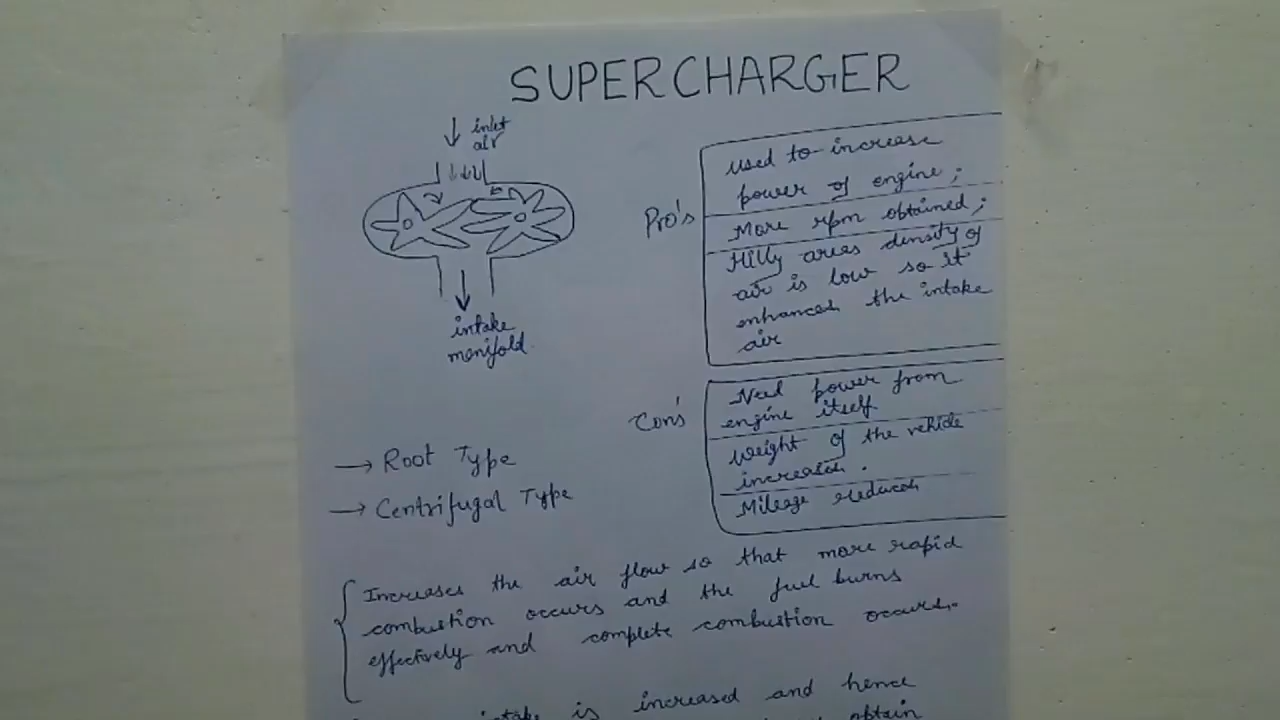 SUPERCHARGER
inlet
air
intake
manifold
Pro's
used to increase
power of engine;
More rpm obtained;
Hilly areas density of
air is low so it
enhances the intake
air
Con's
Need power from
engine itself
Weight of the vehicle
increases.
Mileage reduces
→ Root Type
→ Centrifugal Type
Increases the air flow so that more rapid
combustion occurs and the fuel burns
effectively and complete combustion occurs.
intake is increased and hence
obtain